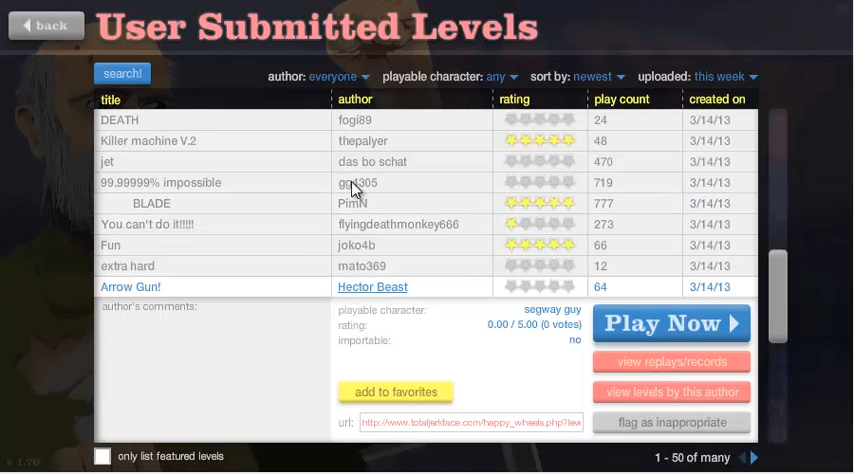 back
User Submitted Levels
search!
author: everyone playable character: any sort by: newest uploaded: this week
title author rating play count created on
DEATH fogi89 24 3/14/13
Killer machine V.2 thepalyer 48 3/14/13
jet das bo schat 470 3/14/13
99.99999% impossible gg4305 719 3/14/13
BLADE PimN 777 3/14/13
You can't do it!!!!! flyingdeathmonkey666 273 3/14/13
Fun joko4b 66 3/14/13
extra hard mato369 12 3/14/13
Arrow Gun! Hector Beast 64 3/14/13
author's comments:
playable character: segway guy
rating: 0.00 / 5.00 (0 votes)
importable: no
Play Now
view replays/records
add to favorites
view levels by this author
url: http://www.totaljerkface.com/happy_wheels.php?lev
flag as inappropriate
only list featured levels
1 - 50 of many
v. 1.70